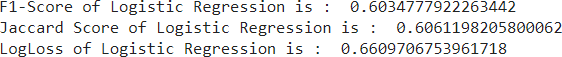 F1-Score of Logistic Regression is :  0.6034777922263442
Jaccard Score of Logistic Regression is :  0.6061198205800062
LogLoss of Logistic Regression is :  0.6609706753961718